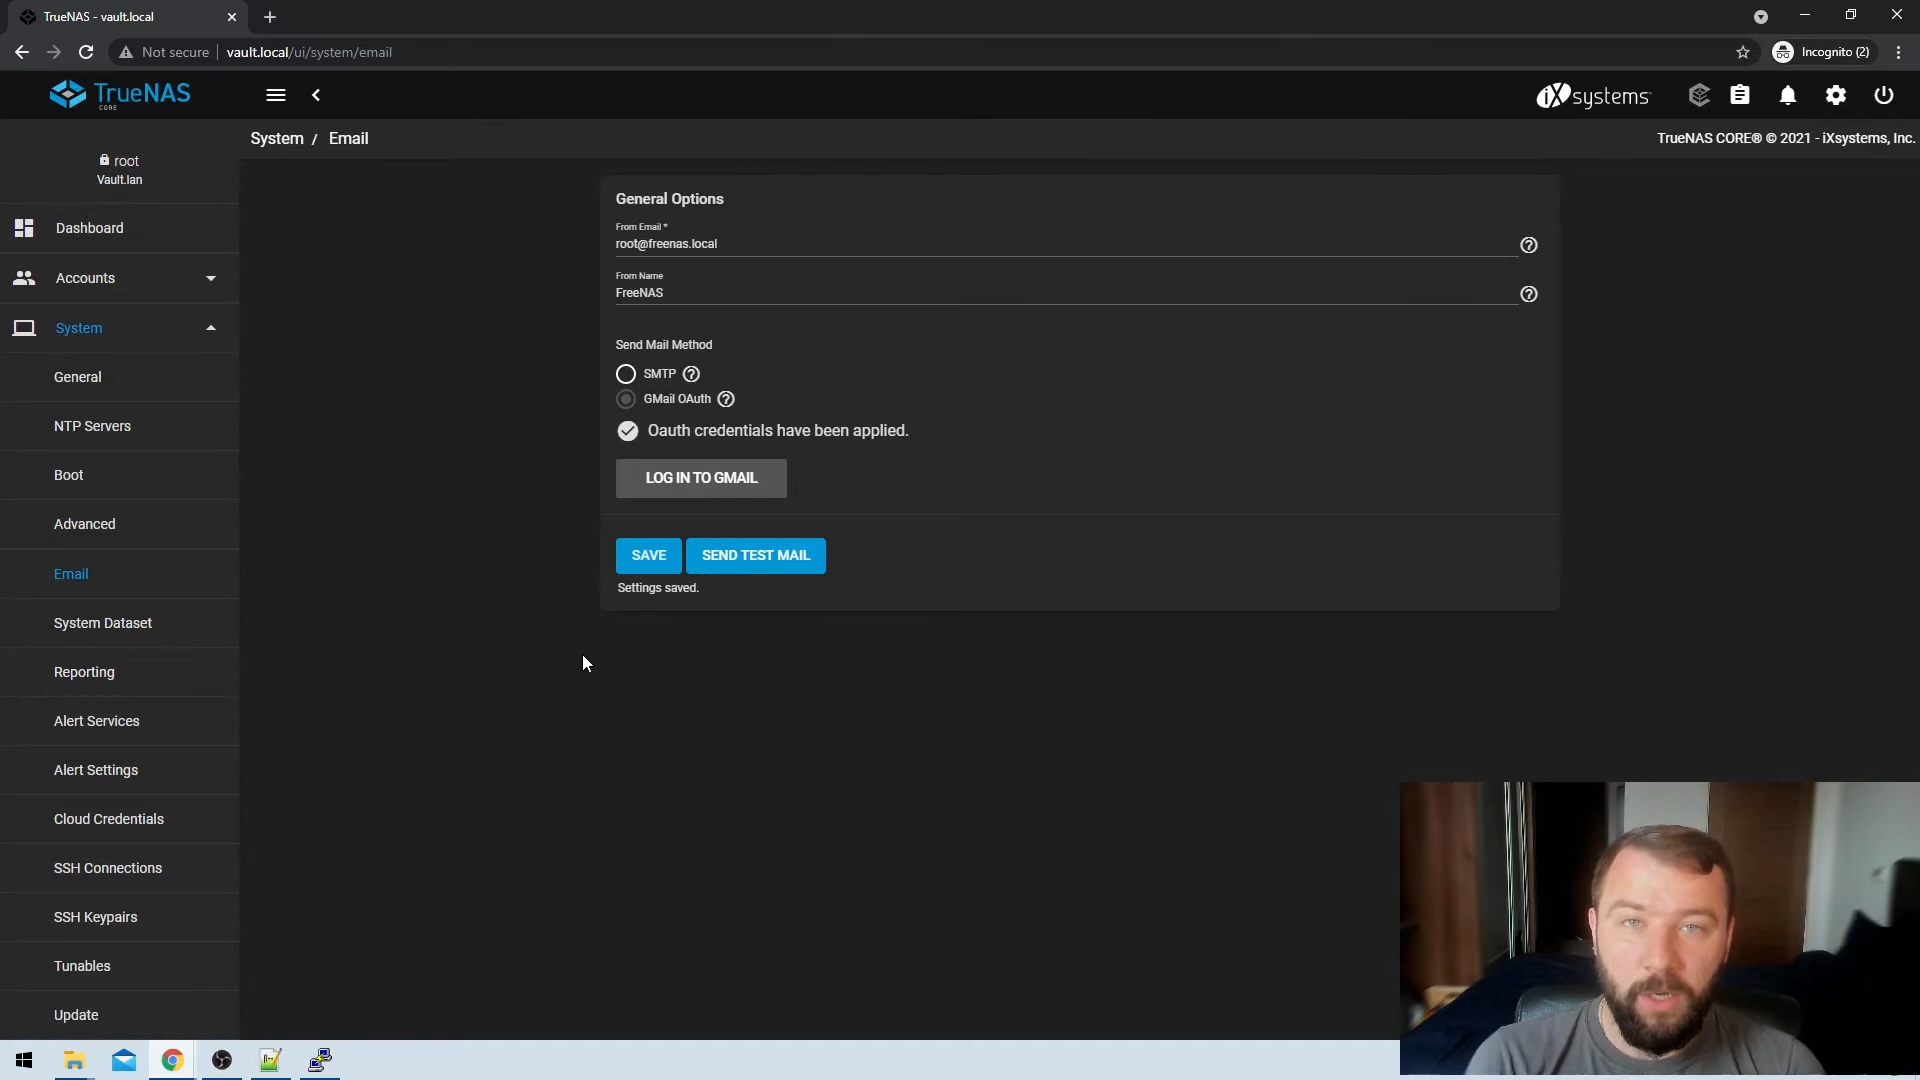 TrueNAS - vault.local
Not secure
vault.local/ui/system/email
Incognito (2)
TrueNAS
CORE
iXsystems
System / Email
TrueNAS CORE® © 2021 - iXsystems, Inc.
root
Vault.lan
Dashboard
Accounts
System
General
NTP Servers
Boot
Advanced
Email
System Dataset
Reporting
Alert Services
Alert Settings
Cloud Credentials
SSH Connections
SSH Keypairs
Tunables
Update
General Options
From Email *
root@freenas.local
From Name
FreeNAS
Send Mail Method
SMTP
GMail OAuth
Oauth credentials have been applied.
LOG IN TO GMAIL
SAVE
SEND TEST MAIL
Settings saved.